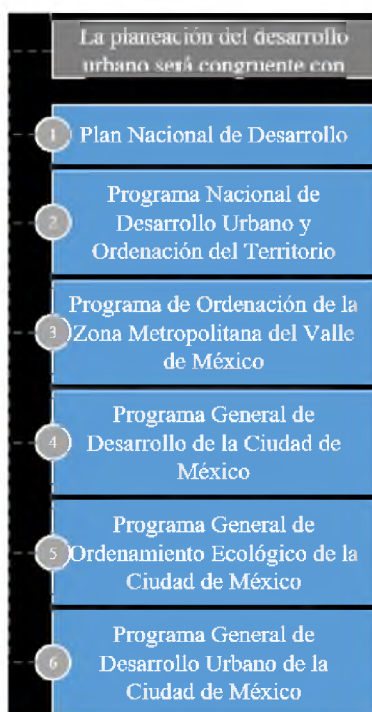 La planeación del desarrollo
urbano será congruente con
1 Plan Nacional de Desarrollo
2 Programa Nacional de
Desarrollo Urbano y
Ordenación del Territorio
3 Programa de Ordenación de la
Zona Metropolitana del Valle
de México
4 Programa General de
Desarrollo de la Ciudad de
México
5 Programa General de
Ordenamiento Ecológico de la
Ciudad de México
6 Programa General de
Desarrollo Urbano de la
Ciudad de México